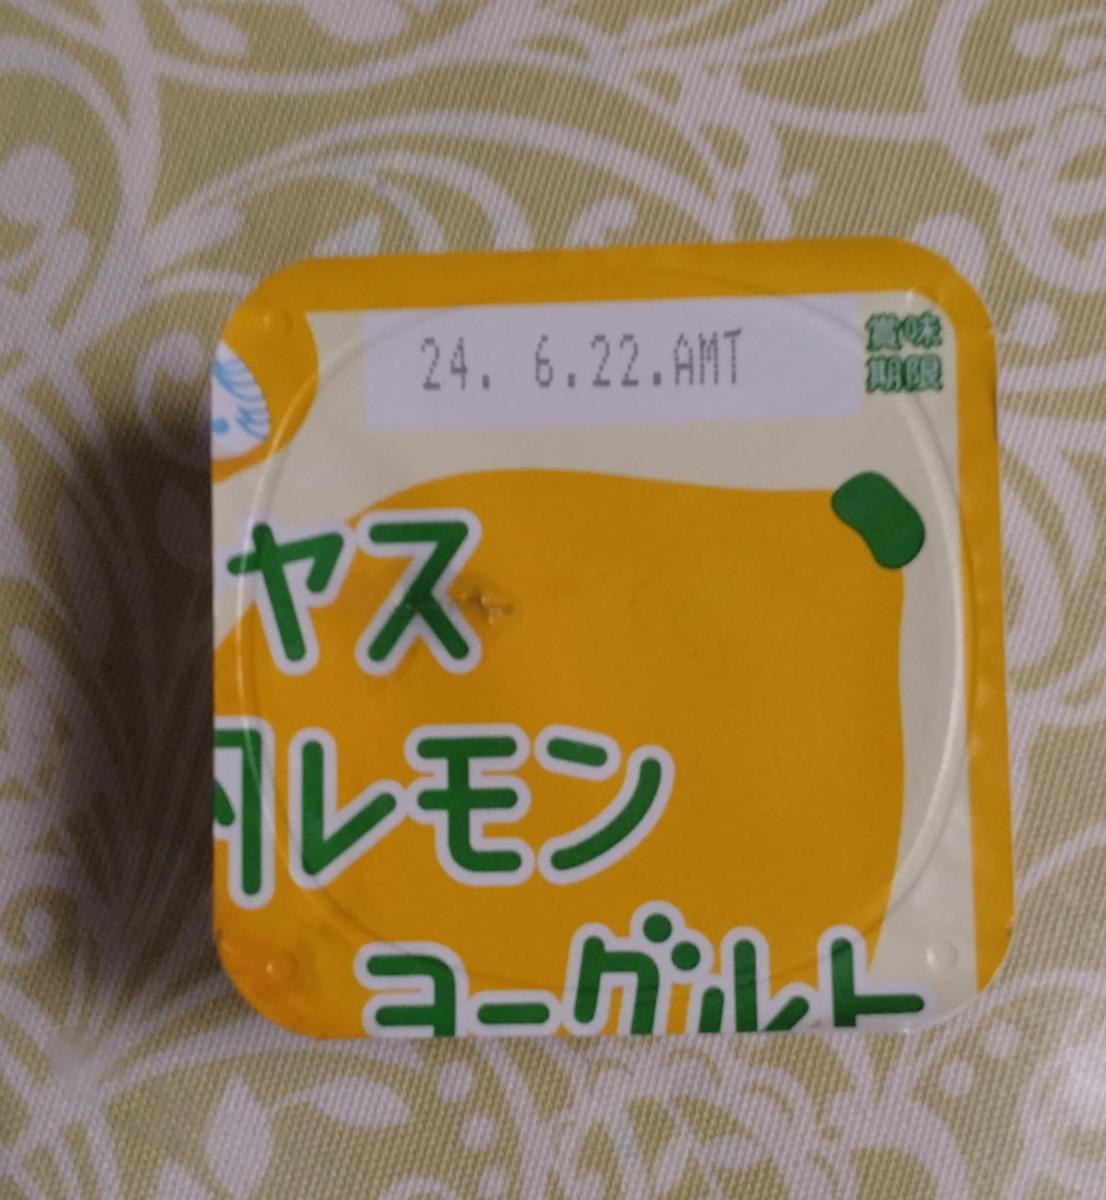 24. 6.22.AMT
賞味
期限
ヤス
レモン
ヨーグルト